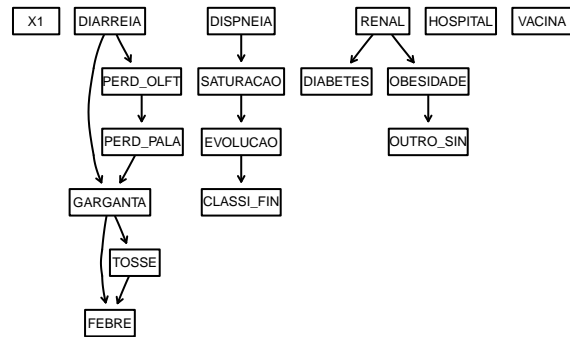 X1 DIARREIA DISPNEIA RENAL HOSPITAL VACINA
PERD_OLFT SATURACAO DIABETES OBESIDADE
PERD_PALA EVOLUCAO OUTRO_SIN
GARGANTA CLASSI_FIN
TOSSE
FEBRE